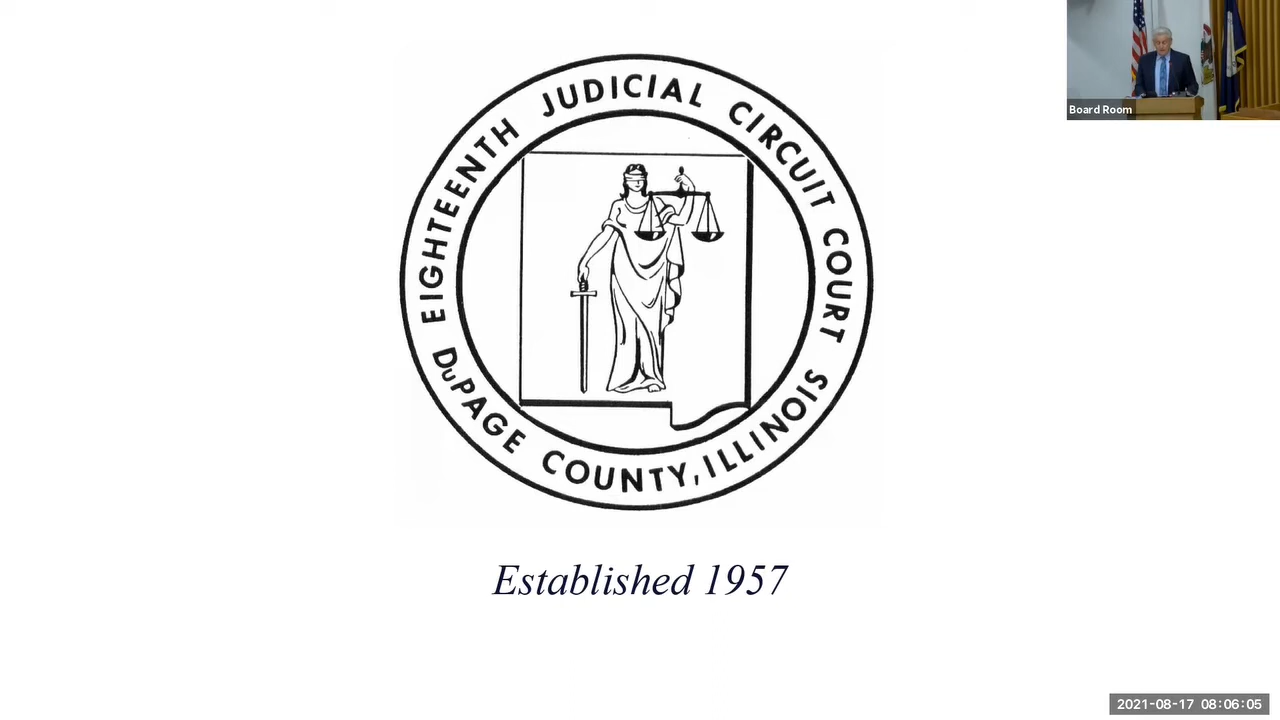 EIGHTEENTH JUDICIAL CIRCUIT COURT
DuPAGE COUNTY, ILLINOIS
Established 1957
Board Room
2021-08-17 08:06:05